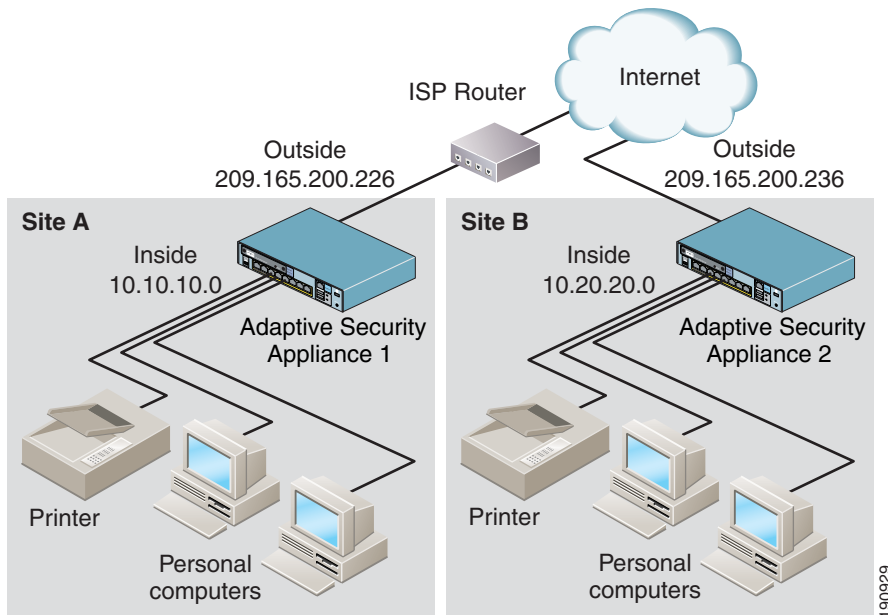 Internet
ISP Router
Outside
209.165.200.226
Outside
209.165.200.236
Site A
Inside
10.10.10.0
Adaptive Security
Appliance 1
Printer
Personal
computers
Site B
Inside
10.20.20.0
Adaptive Security
Appliance 2
Printer
Personal
computers
190929